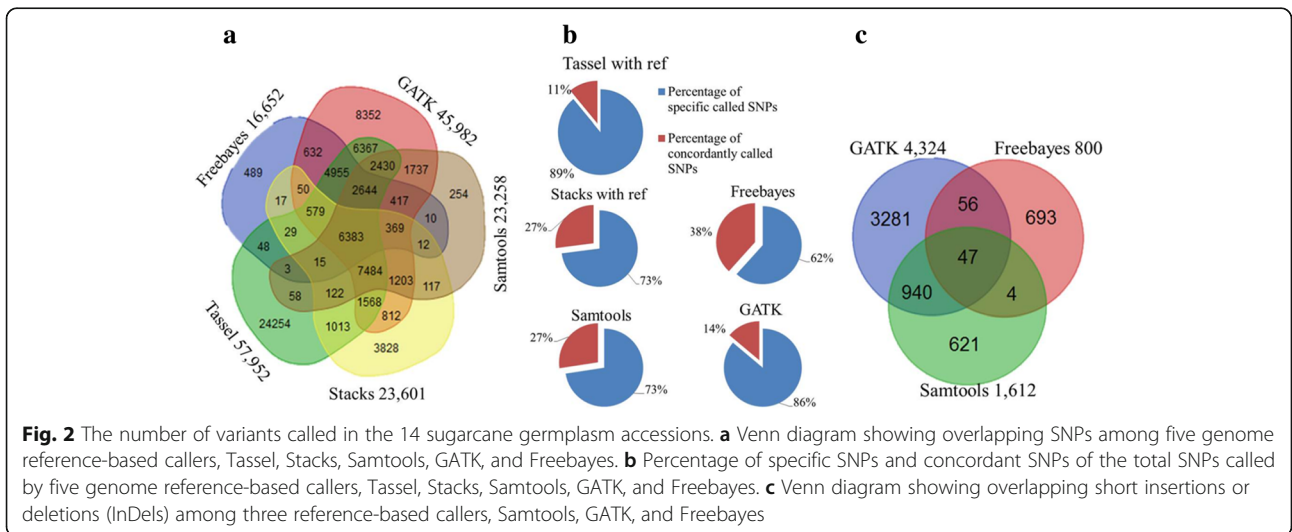 a
b
c
Freebayes 16,652
GATK 45,982
Samtools 23,258
Stacks 23,601
Tassel 57,952
8352
632
6367
489
4955
2430
1737
254
2644
17
50
417
10
579
29
369
12
48
6383
3
15
7484
1203
117
58
122
1568
812
24254
1013
3828
Tassel with ref
11%
89%
Percentage of
specific called SNPs
Percentage of
concordantly called
SNPs
Stacks with ref
27%
73%
Freebayes
38%
62%
Samtools
27%
73%
GATK
14%
86%
GATK 4,324
Freebayes 800
3281
56
693
47
940
4
621
Samtools 1,612
Fig. 2 The number of variants called in the 14 sugarcane germplasm accessions. a Venn diagram showing overlapping SNPs among five genome
reference-based callers, Tassel, Stacks, Samtools, GATK, and Freebayes. b Percentage of specific SNPs and concordant SNPs of the total SNPs called
by five genome reference-based callers, Tassel, Stacks, Samtools, GATK, and Freebayes. c Venn diagram showing overlapping short insertions or
deletions (InDels) among three reference-based callers, Samtools, GATK, and Freebayes